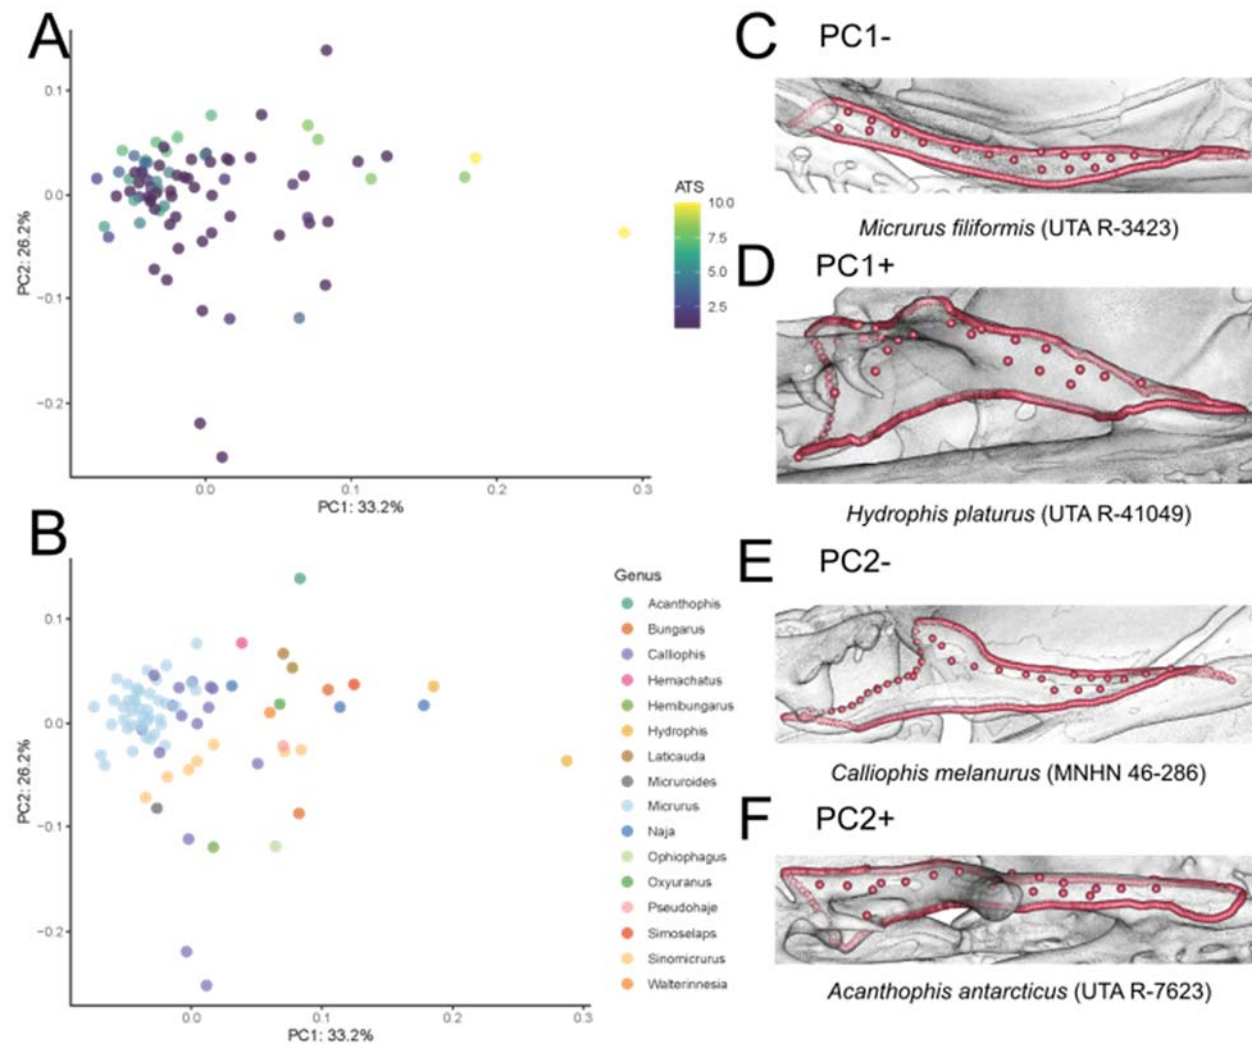 A
0.1
0.0
−0.1
−0.2
PC2: 26.2%
0.0
0.1
0.2
0.3
PC1: 33.2%
ATS
10.0
7.5
5.0
2.5
B
0.1
0.0
−0.1
−0.2
PC2: 26.2%
0.0
0.1
0.2
0.3
PC1: 33.2%
Genus
Acanthophis
Bungarus
Calliophis
Hemachatus
Hemibungarus
Hydrophis
Laticauda
Micruroides
Micrurus
Naja
Ophiophagus
Oxyuranus
Pseudohaje
Simoselaps
Sinomicrurus
Walterinnesia
C PC1-
Micrurus filiformis (UTA R-3423)
D PC1+
Hydrophis platurus (UTA R-41049)
E PC2-
Calliophis melanurus (MNHN 46-286)
F PC2+
Acanthophis antarcticus (UTA R-7623)